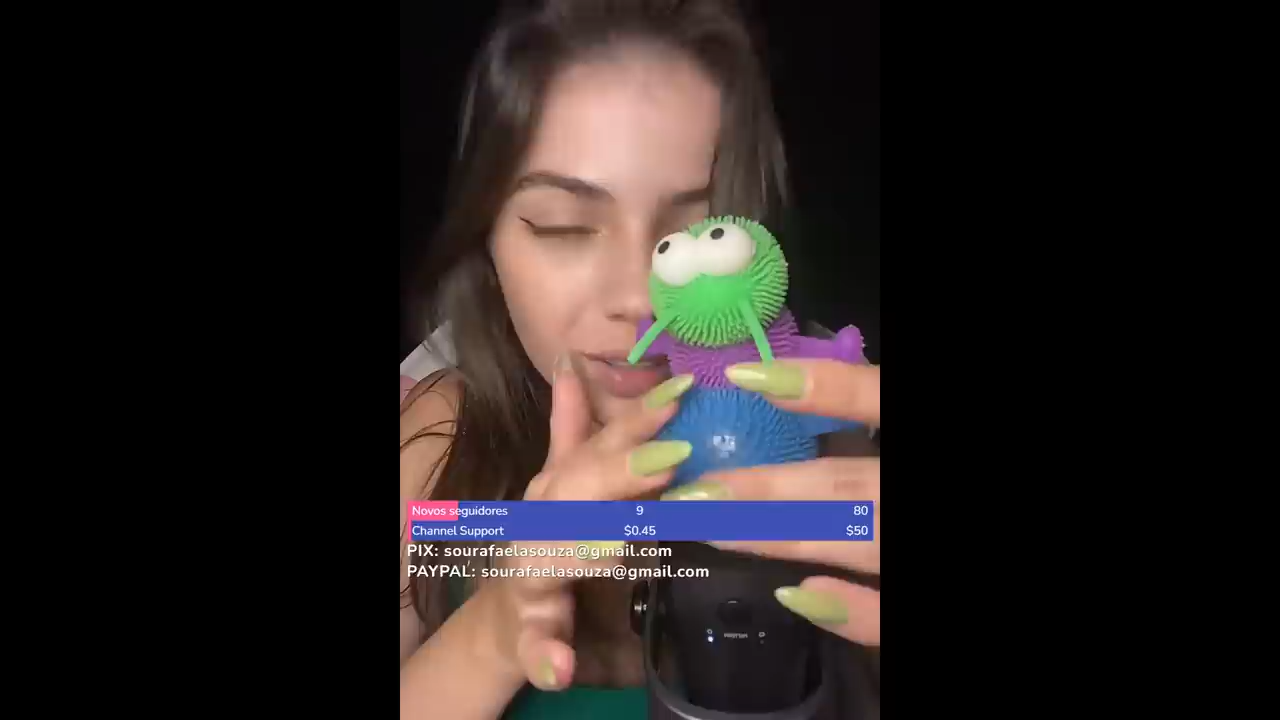 Novos seguidores 9 80
Channel Support $0.45 $50
PIX: sourafaelasouza@gmail.com
PAYPAL: sourafaelasouza@gmail.com